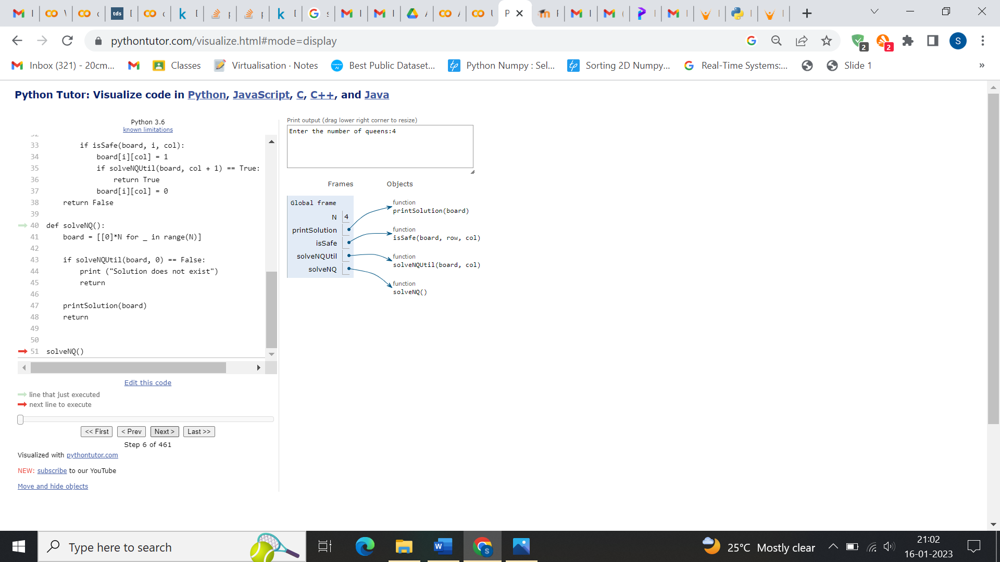 tds
pythontutor.com/visualize.html#mode=display
S
2
2
Inbox (321) - 20cm...
Classes
Virtualisation · Notes
Best Public Dataset...
Python Numpy : Sel...
Sorting 2D Numpy...
Real-Time Systems:...
Slide 1
»
Python Tutor: Visualize code in Python, JavaScript, C, C++, and Java
Python 3.6
known limitations
33 if isSafe(board, i, col):
34 board[i][col] = 1
35 if solveNQUtil(board, col + 1) == True:
36 return True
37 board[i][col] = 0
38 return False
39
40 def solveNQ():
41 board = [[0]*N for _ in range(N)]
42
43 if solveNQUtil(board, 0) == False:
44 print ("Solution does not exist")
45 return
46
47 printSolution(board)
48 return
49
50
51 solveNQ()
Edit this code
line that just executed
next line to execute
<< First < Prev Next > Last >>
Step 6 of 461
Visualized with pythontutor.com
NEW: subscribe to our YouTube
Move and hide objects
Print output (drag lower right corner to resize)
Enter the number of queens:4
Frames Objects
Global frame
N 4
printSolution
isSafe
solveNQUtil
solveNQ
function
printSolution(board)
function
isSafe(board, row, col)
function
solveNQUtil(board, col)
function
solveNQ()
Type here to search
25°C Mostly clear
21:02
16-01-2023